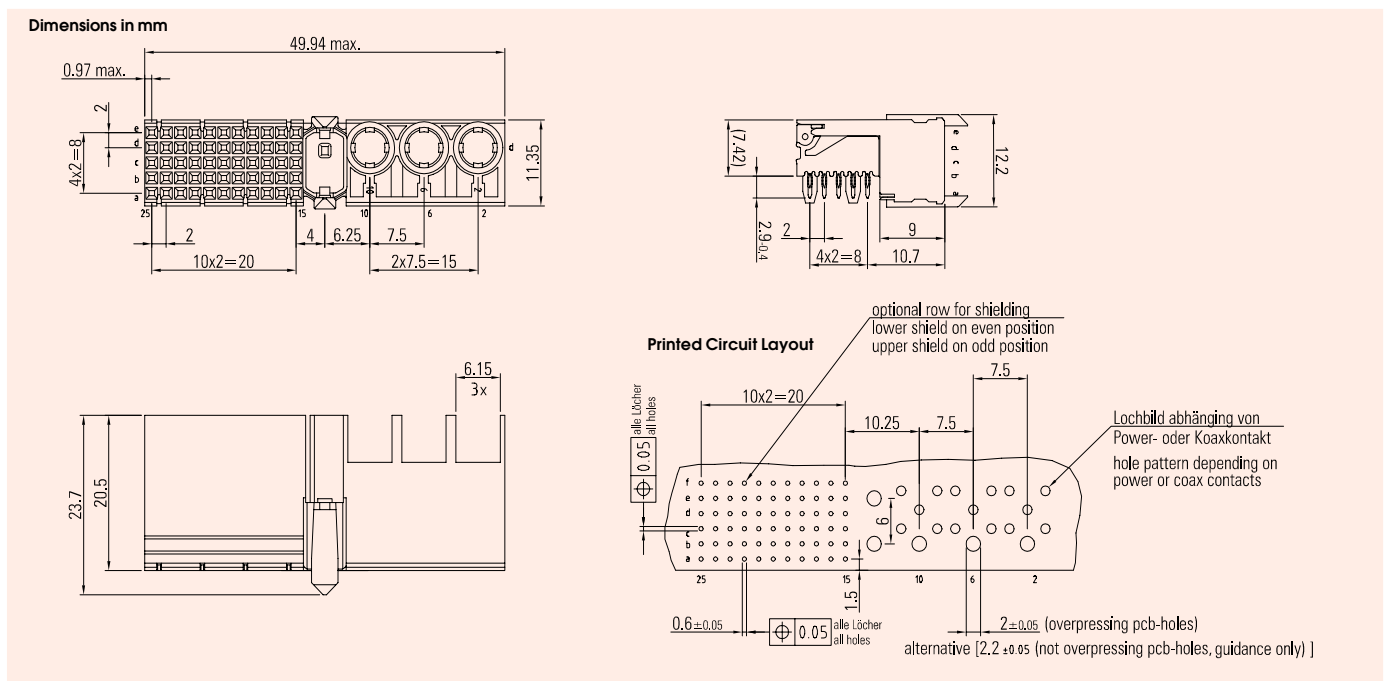 Dimensions in mm
49.94 max.
0.97 max.
2
4x2=8
e
d
c
b
a
25
15
10
6
2
10
6
2
d
11.35
2
4
6.25
7.5
10x2=20
2x7.5=15
(7.42)
2.9-0.4
2
4x2=8
9
10.7
12.2
e
d
c
b
a
23.7
20.5
6.15
3x
Printed Circuit Layout
optional row for shielding
lower shield on even position
upper shield on odd position
7.5
10x2=20
10.25
7.5
alle Löcher
all holes
0.05
Lochbild abhänging von
Power- oder Koaxkontakt
hole pattern depending on
power or coax contacts
f
e
d
c
b
a
6
25
15
10
6
2
1.5
0.6±0.05
0.05
alle Löcher
all holes
2±0.05 (overpressing pcb-holes)
alternative [2.2 ±0.05 (not overpressing pcb-holes, guidance only) ]